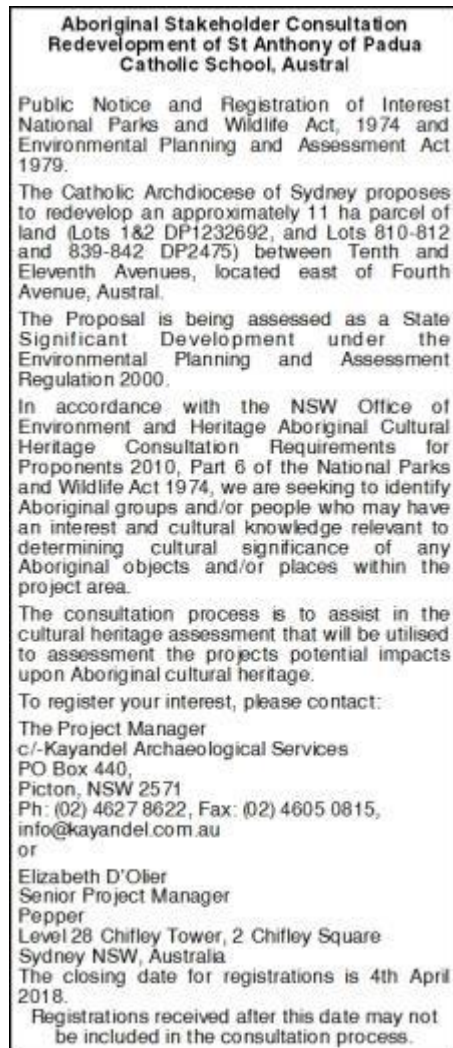 Aboriginal Stakeholder Consultation
Redevelopment of St Anthony of Padua
Catholic School, Austral
Public Notice and Registration of Interest
National Parks and Wildlife Act, 1974 and
Environmental Planning and Assessment Act
1979.
The Catholic Archdiocese of Sydney proposes
to redevelop an approximately 11 ha parcel of
land (Lots 1&2 DP1232692, and Lots 810-812
and 839-842 DP2475) between Tenth and
Eleventh Avenues, located east of Fourth
Avenue, Austral.
The Proposal is being assessed as a State
Significant Development under the
Environmental Planning and Assessment
Regulation 2000.
In accordance with the NSW Office of
Environment and Heritage Aboriginal Cultural
Heritage Consultation Requirements for
Proponents 2010, Part 6 of the National Parks
and Wildlife Act 1974, we are seeking to identify
Aboriginal groups and/or people who may have
an interest and cultural knowledge relevant to
determining cultural significance of any
Aboriginal objects and/or places within the
project area.
The consultation process is to assist in the
cultural heritage assessment that will be utilised
to assessment the projects potential impacts
upon Aboriginal cultural heritage.
To register your interest, please contact:
The Project Manager
c/-Kayandel Archaeological Services
PO Box 440,
Picton, NSW 2571
Ph: (02) 4627 8622, Fax: (02) 4605 0815,
info@kayandel.com.au
or
Elizabeth D'Olier
Senior Project Manager
Pepper
Level 28 Chifley Tower, 2 Chifley Square
Sydney NSW, Australia
The closing date for registrations is 4th April
2018.
Registrations received after this date may not
be included in the consultation process.